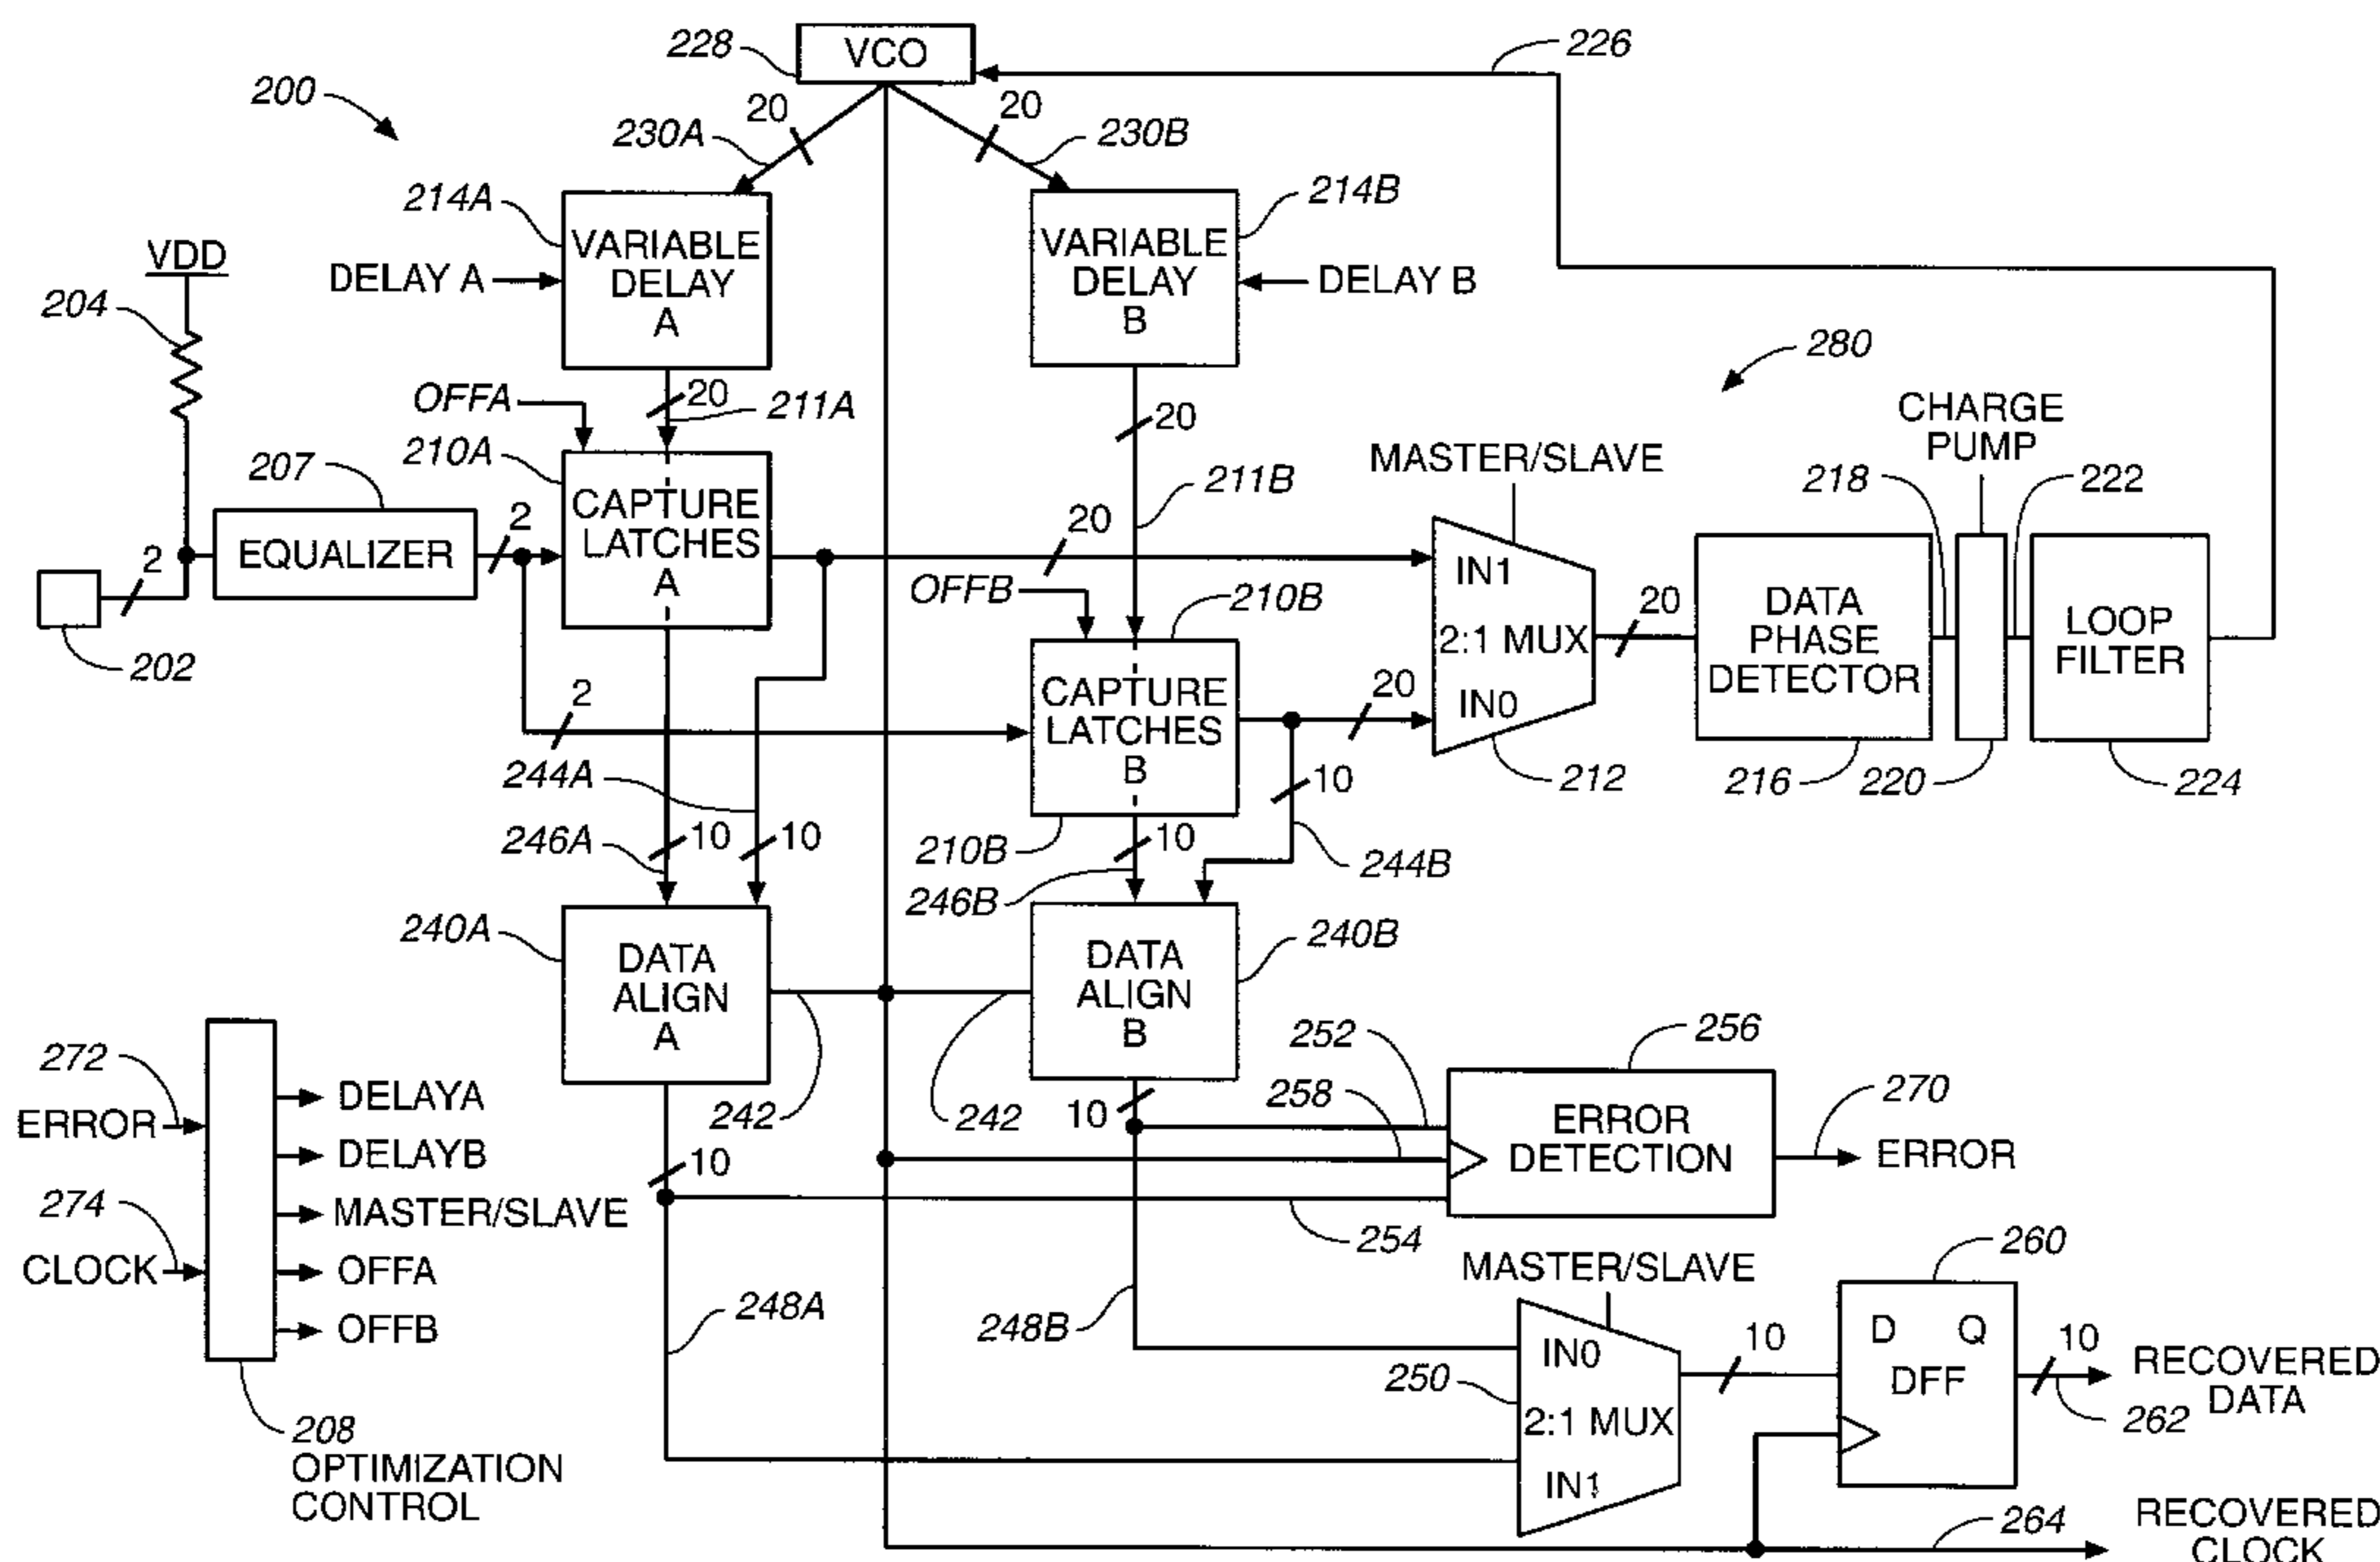 228
VCO
226
200
20
20
230A
230B
214A
214B
VDD
VARIABLE
DELAY
A
VARIABLE
DELAY
B
DELAY A
DELAY B
204
280
OFFA
20
211A
20
CHARGE
PUMP
210A
207
MASTER/SLAVE
218
222
211B
2
EQUALIZER
2
CAPTURE
LATCHES
A
20
IN1
2:1 MUX
IN0
20
DATA
PHASE
DETECTOR
LOOP
FILTER
OFFB
210B
202
2
CAPTURE
LATCHES
B
20
244A
10
212
216
220
224
246A
10
10
210B
10
244B
246B
240A
240B
DATA
ALIGN
A
DATA
ALIGN
B
252
256
272
ERROR
DELAYA
242
242
10
258
ERROR
DETECTION
270
ERROR
DELAYB
10
274
MASTER/SLAVE
254
260
CLOCK
OFFA
MASTER/SLAVE
248A
OFFB
248B
IN0
250
2:1 MUX
IN1
10
D Q
DFF
10
RECOVERED
DATA
262
208
OPTIMIZATION
CONTROL
264
RECOVERED
CLOCK